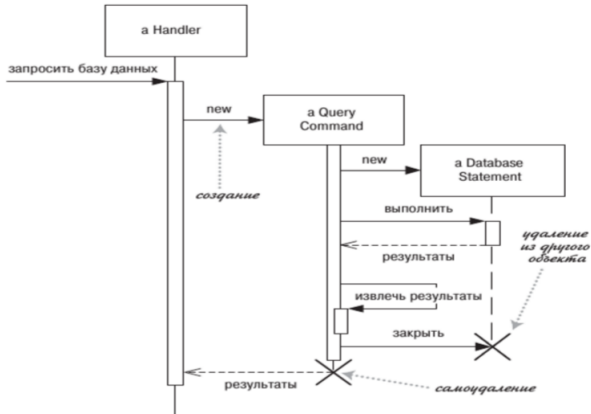 a Handler
запросить базу данных
new
a Query
Command
new
a Database
Statement
создание
выполнить
удаление
из другого
объекта
результаты
извлечь результаты
закрыть
результаты
самоудаление